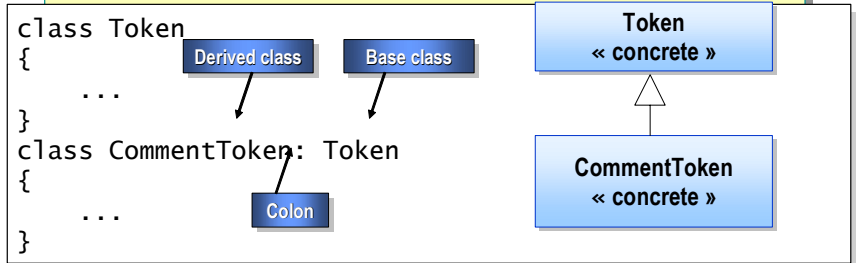 class Token
{
Derived class
Base class
...
}
class CommentToken: Token
{
...
Colon
}
Token
« concrete »
CommentToken
« concrete »